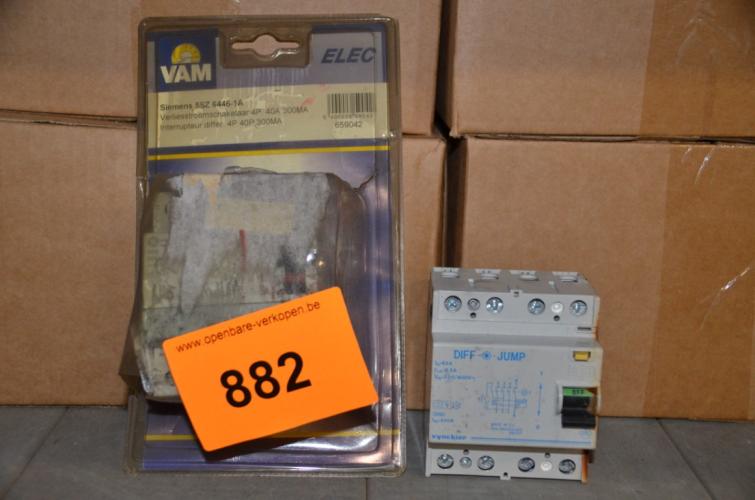 VAM
ELEC
Siemens 5SZ 6446-1A
Verliesstroomschakelaar 4P 40A 300MA
Interrupteur differ. 4P 40P 300MA
659042
www.openbare-verkopen.be
882
DIFF JUMP
OFF
vynckier